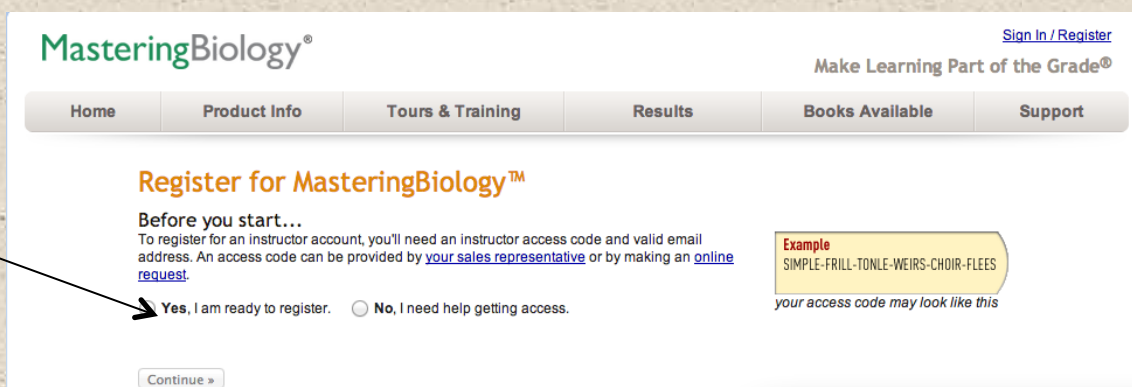 MasteringBiology®
Sign In / Register
Make Learning Part of the Grade®
Home Product Info Tours & Training Results Books Available Support
Register for MasteringBiology™
Before you start...
To register for an instructor account, you'll need an instructor access code and valid email
address. An access code can be provided by your sales representative or by making an online
request.
Yes, I am ready to register. No, I need help getting access.
Example
SIMPLE-FRILL-TONLE-WEIRS-CHOIR-FLEES
your access code may look like this
Continue »